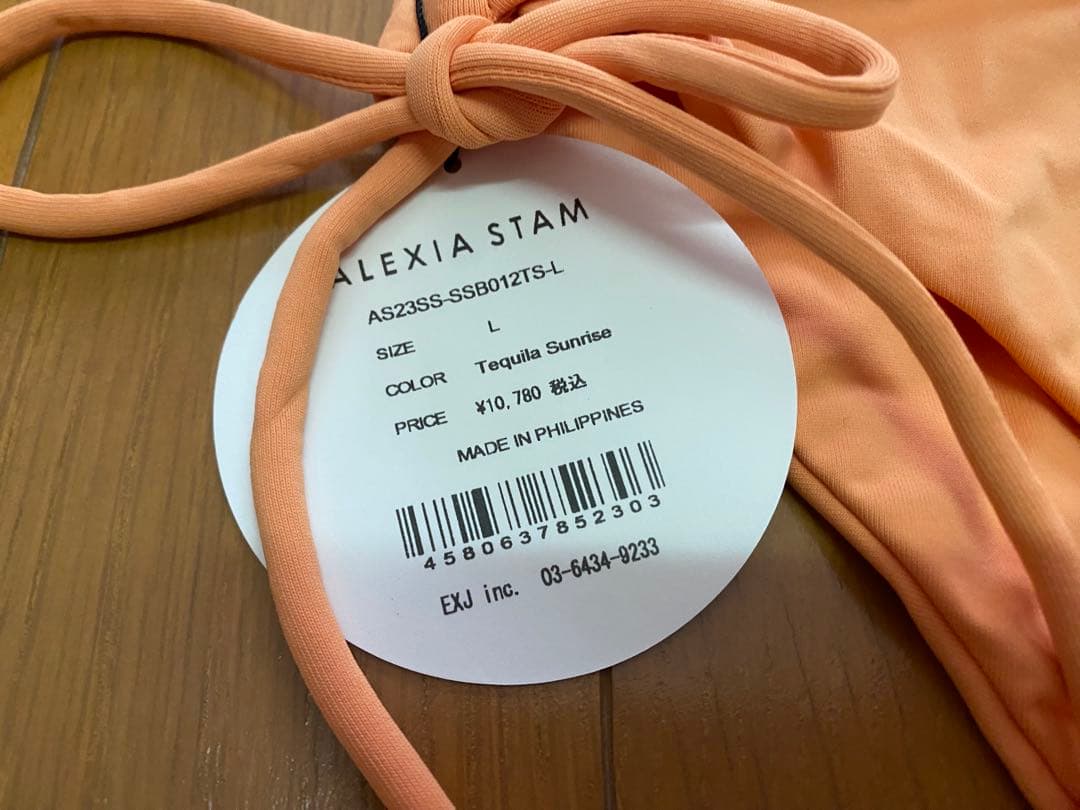 ALEXIA STAM
AS23SS-SSB012TS-L
SIZE L
COLOR Tequila Sunrise
PRICE ¥10,780 税込
MADE IN PHILIPPINES
4580637852303
EXJ inc. 03-6434-9233